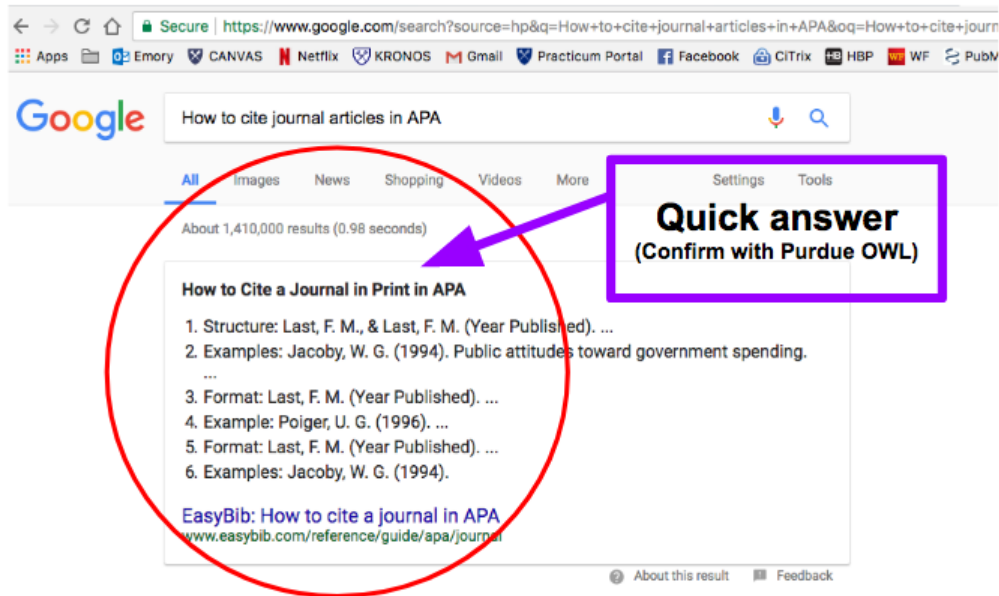 Secure | https://www.google.com/search?source=hp&q=How+to+cite+journal+articles+in+APA&oq=How+to+cite+journ
Apps Emory CANVAS Netflix KRONOS Gmail Practicum Portal Facebook CiTrix HBP WF PubM
Google How to cite journal articles in APA
All Images News Shopping Videos More Settings Tools
About 1,410,000 results (0.98 seconds)
Quick answer
(Confirm with Purdue OWL)
How to Cite a Journal in Print in APA
1. Structure: Last, F. M., & Last, F. M. (Year Published). ...
2. Examples: Jacoby, W. G. (1994). Public attitudes toward government spending.
...
3. Format: Last, F. M. (Year Published). ...
4. Example: Poiger, U. G. (1996). ...
5. Format: Last, F. M. (Year Published). ...
6. Examples: Jacoby, W. G. (1994).
EasyBib: How to cite a journal in APA
www.easybib.com/reference/guide/apa/journal
About this result Feedback